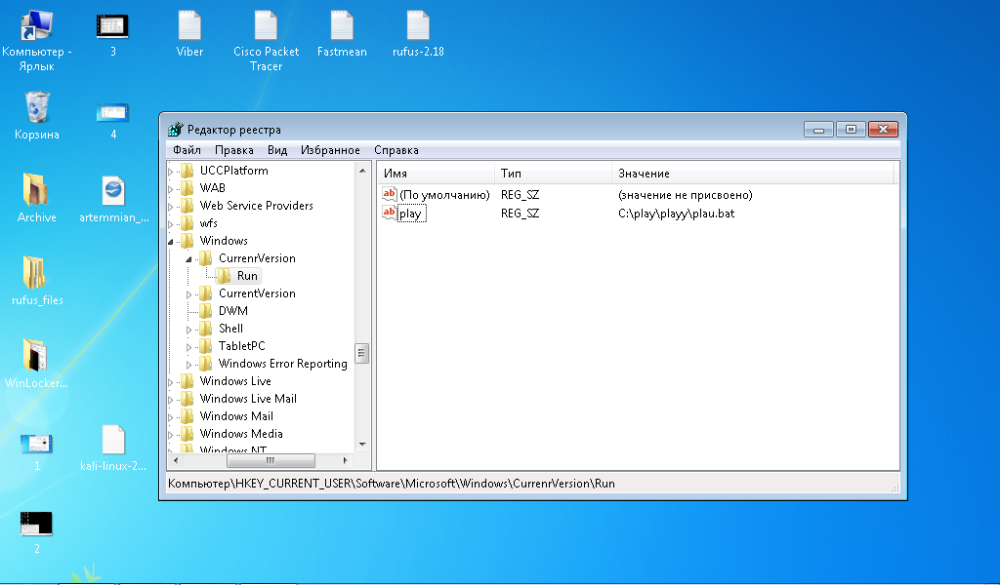 Компьютер -
Ярлык
3
Viber
Cisco Packet
Tracer
Fastmean
rufus-2.18
Корзина
4
Archive
artemmian_...
rufus_files
WinLocker...
1
kali-linux-2...
2
Редактор реестра
Файл Правка Вид Избранное Справка
UCCPlatform
WAB
Web Service Providers
wfs
Windows
CurrenrVersion
Run
CurrentVersion
DWM
Shell
TabletPC
Windows Error Reporting
Windows Live
Windows Live Mail
Windows Mail
Windows Media
Windows NT
Имя Тип Значение
ab (По умолчанию) REG_SZ (значение не присвоено)
ab play REG_SZ C:\play\playy\plau.bat
Компьютер\HKEY_CURRENT_USER\Software\Microsoft\Windows\CurrenrVersion\Run